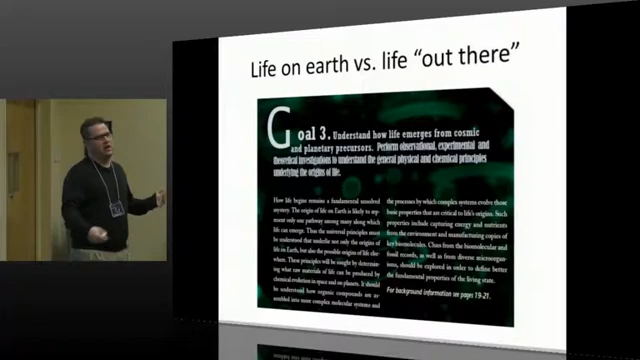 Life on earth vs. life “out there”
Goal 3. Understand how life emerges from cosmic
and planetary precursors. Perform observational, experimental and
theoretical investigations to understand the general physical and chemical principles
underlying the origins of life.
How life begins remains a fundamental unsolved
mystery. The origin of life on Earth is likely to rep-
resent only one pathway among many along which
life can emerge. Thus the universal principles must
be understood that underlie not only the origins of
life on Earth, but also the possible origins of life else-
where. These principles will be sought by determin-
ing what raw materials of life can be produced by
chemical evolution in space and on planets. It should
be understood how organic compounds are as-
sembled into more complex molecular systems and
the processes by which complex systems evolve those
basic properties that are critical to life's origins. Such
properties include capturing energy and nutrients
from the environment and manufacturing copies of
key biomolecules. Clues from the biomolecular and
fossil records, as well as from diverse microorgan-
isms, should be explored in order to define better
the fundamental properties of the living state.
For background information see pages 19-21.